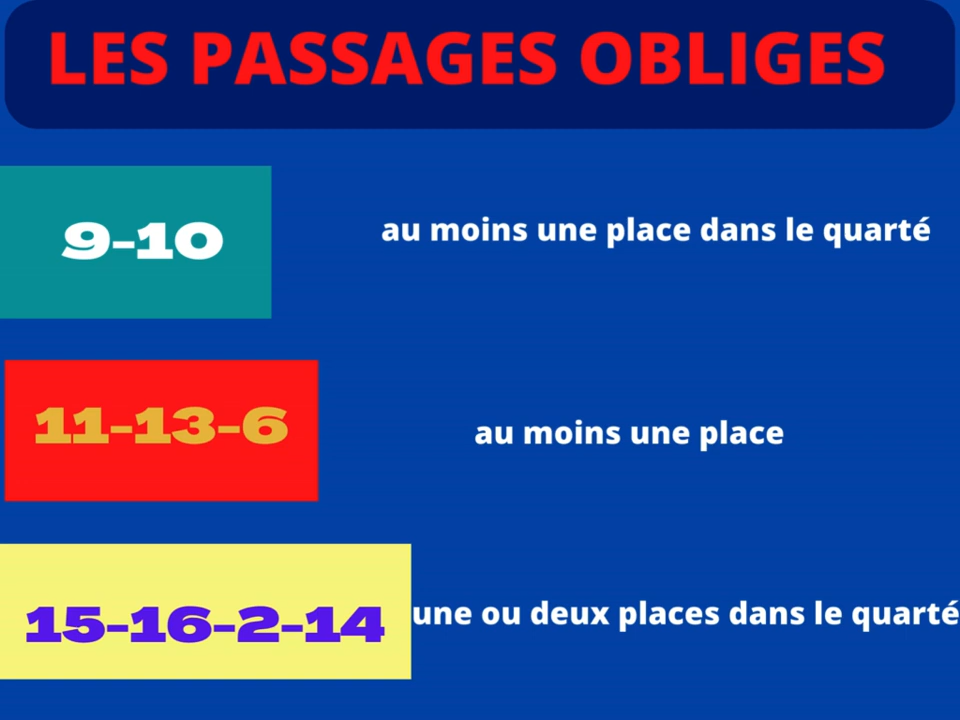 LES PASSAGES OBLIGES
9-10
au moins une place dans le quarté
11-13-6
au moins une place
15-16-2-14
une ou deux places dans le quarté